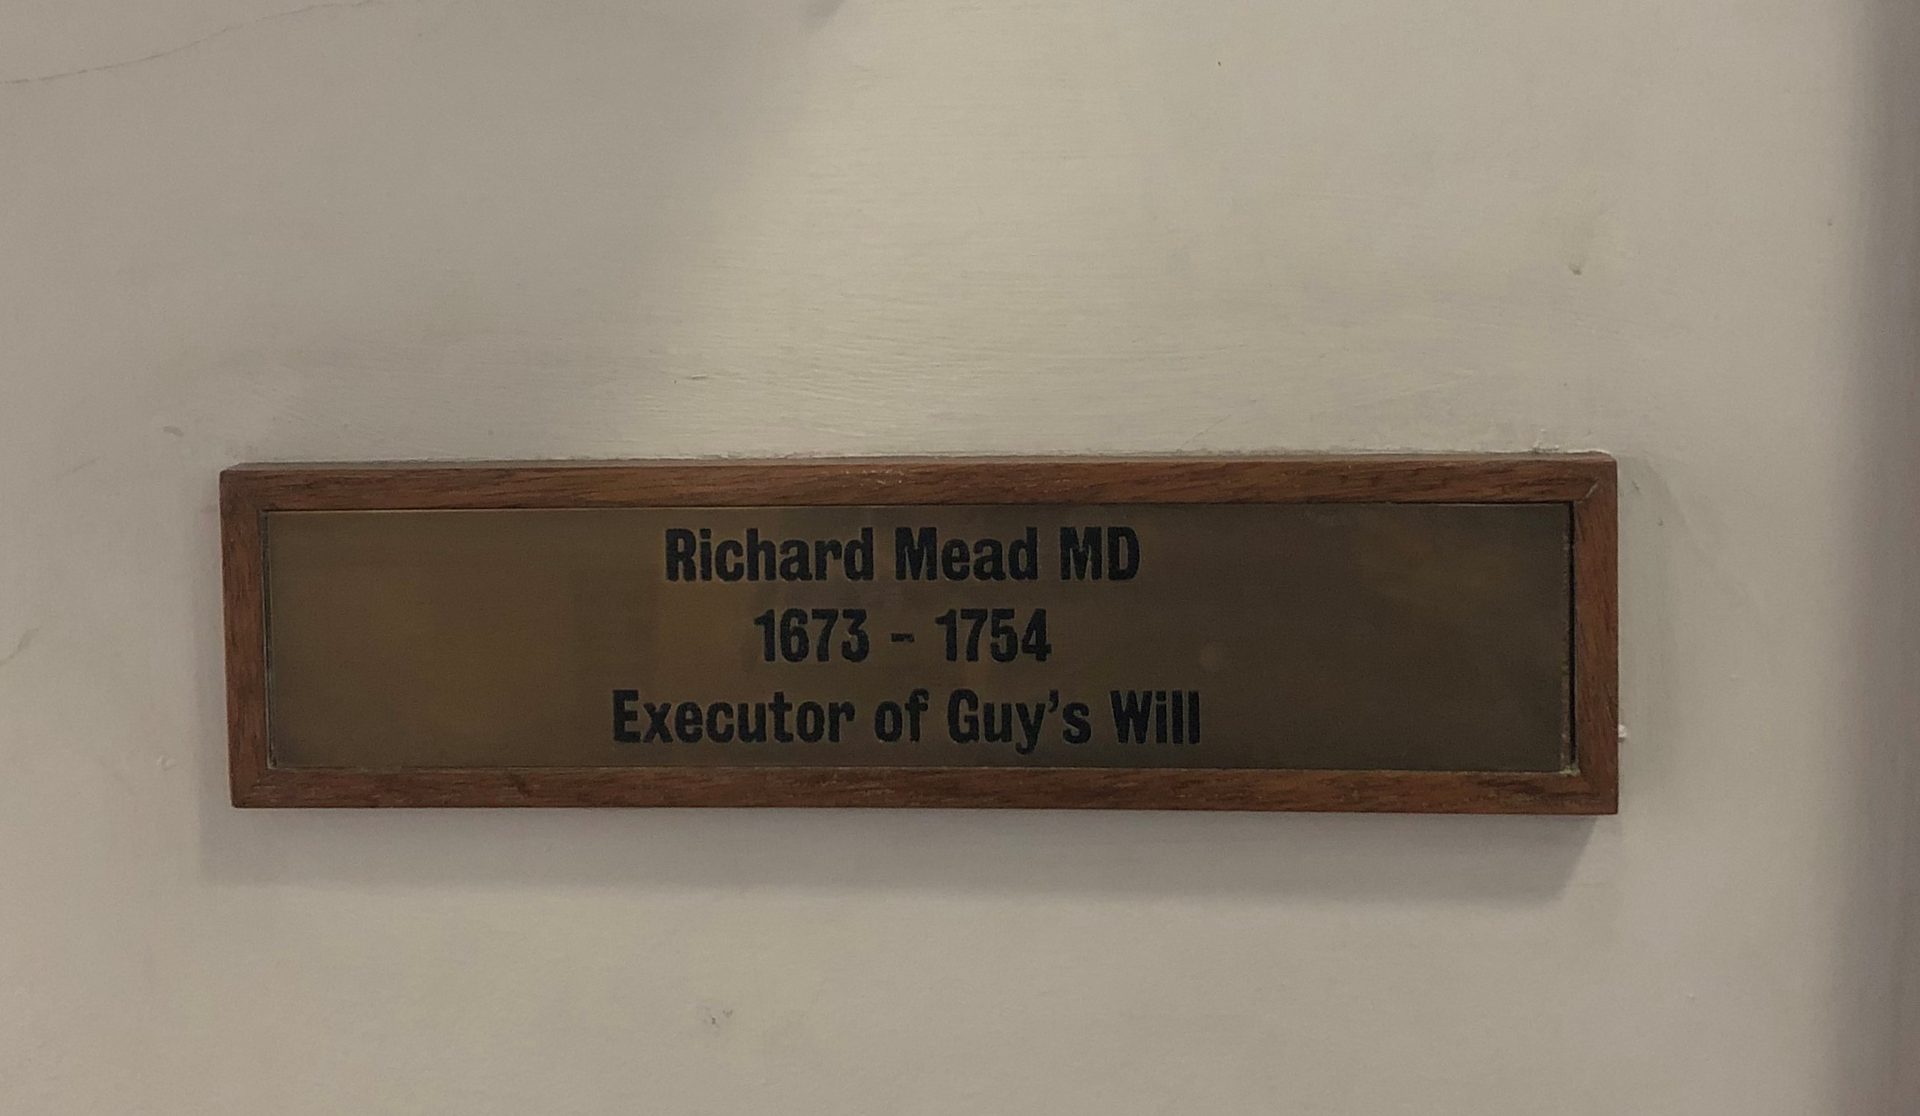 Richard Mead MD
1673 - 1754
Executor of Guy's Will